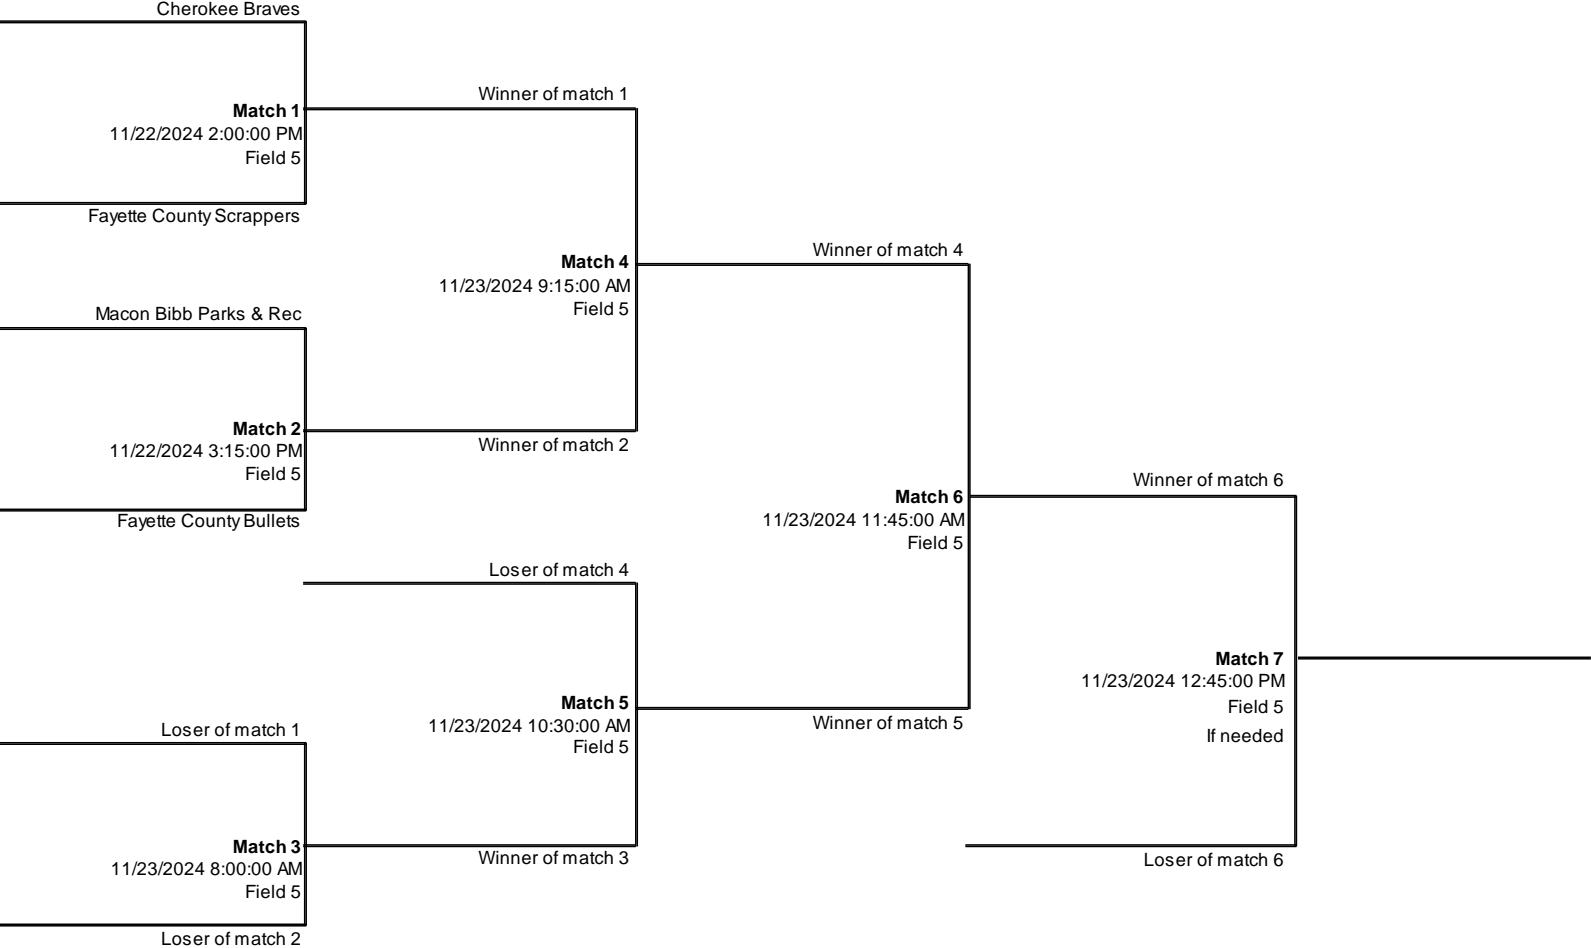 Cherokee Braves
Match 1
11/22/2024 2:00:00 PM
Field 5
Fayette County Scrappers
Macon Bibb Parks & Rec
Match 2
11/22/2024 3:15:00 PM
Field 5
Fayette County Bullets
Loser of match 1
Match 3
11/23/2024 8:00:00 AM
Field 5
Loser of match 2
Winner of match 1
Match 4
11/23/2024 9:15:00 AM
Field 5
Winner of match 2
Loser of match 4
Match 5
11/23/2024 10:30:00 AM
Field 5
Winner of match 3
Winner of match 4
Match 6
11/23/2024 11:45:00 AM
Field 5
Winner of match 5
Winner of match 6
Match 7
11/23/2024 12:45:00 PM
Field 5
If needed
Loser of match 6